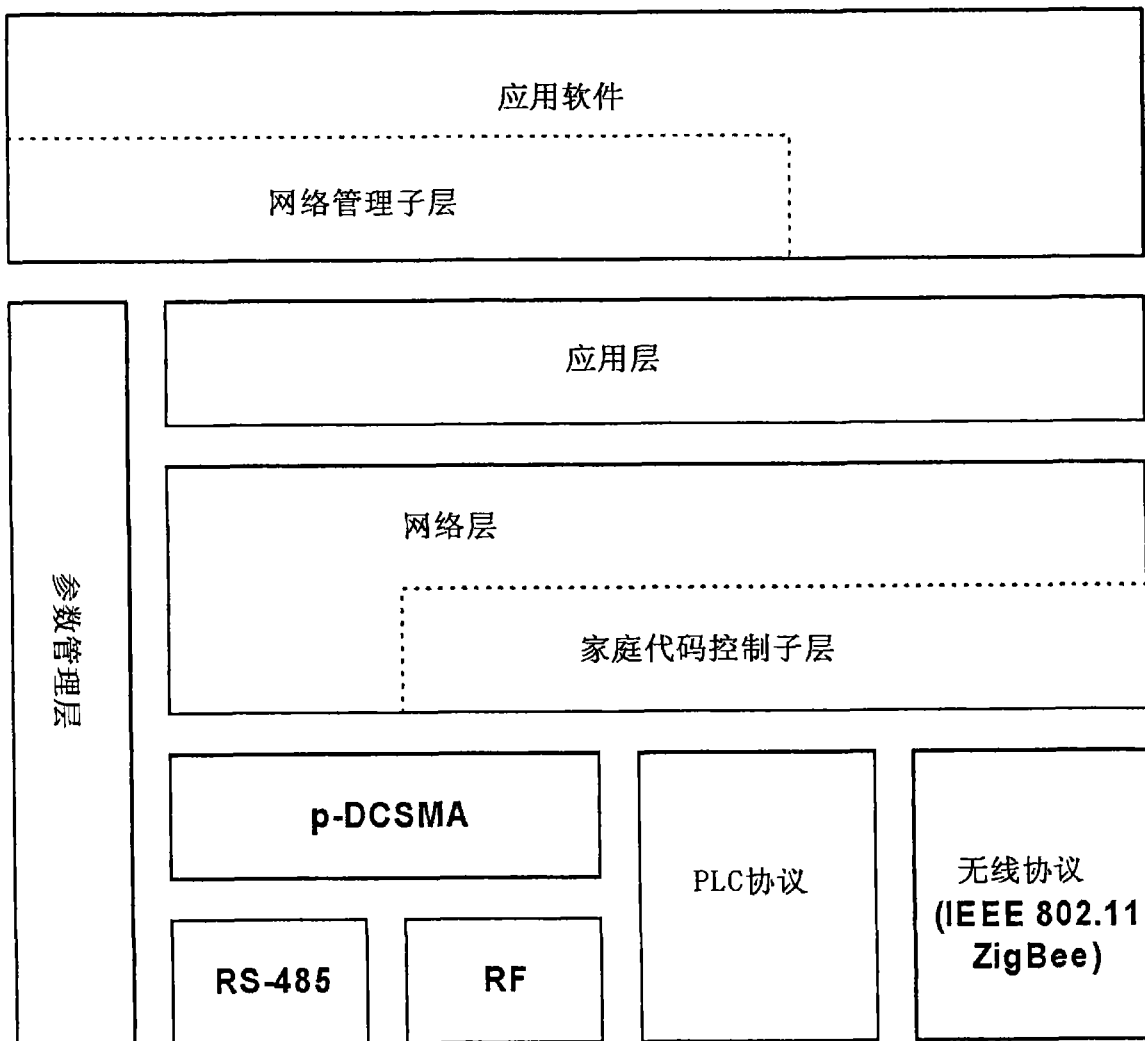 应用软件
网络管理子层
应用层
网络层
家庭代码控制子层
参数管理层
p-DCSMA
PLC协议
无线协议
(IEEE 802.11
ZigBee)
RS-485
RF